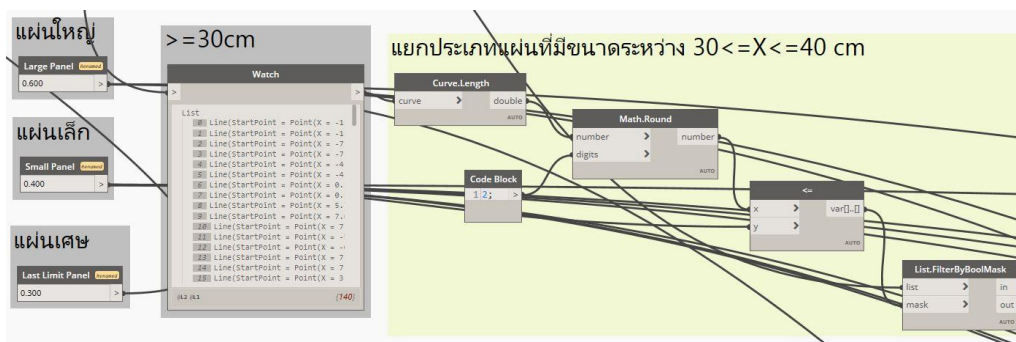 แผ่นใหญ่
Large Panel Renamed
0.600 >
แผ่นเล็ก
Small Panel Renamed
0.400 >
แผ่นเศษ
Last Limit Panel Renamed
0.300 >
>=30cm
Watch
> >
List
0 Line(StartPoint = Point(X = -1
1 Line(StartPoint = Point(X = -1
2 Line(StartPoint = Point(X = -7
3 Line(StartPoint = Point(X = -7
4 Line(StartPoint = Point(X = -4
5 Line(StartPoint = Point(X = -4
6 Line(StartPoint = Point(X = 0.
7 Line(StartPoint = Point(X = 0.
8 Line(StartPoint = Point(X = 5.
9 Line(StartPoint = Point(X = 7.
10 Line(StartPoint = Point(X = 7
11 Line(StartPoint = Point(X = -
12 Line(StartPoint = Point(X = -
13 Line(StartPoint = Point(X = 7
14 Line(StartPoint = Point(X = 7
15 Line(StartPoint = Point(X = 3
@L2 @L1 {140}
แยกประเภทแผ่นที่มีขนาดระหว่าง 30<=X<=40 cm
Curve.Length
curve > double
AUTO
Math.Round
number > number
digits >
AUTO
Code Block
1 2; >
<=
x > var[]..[]
y >
AUTO
List.FilterByBoolMask
list > in
mask > out
AUTO